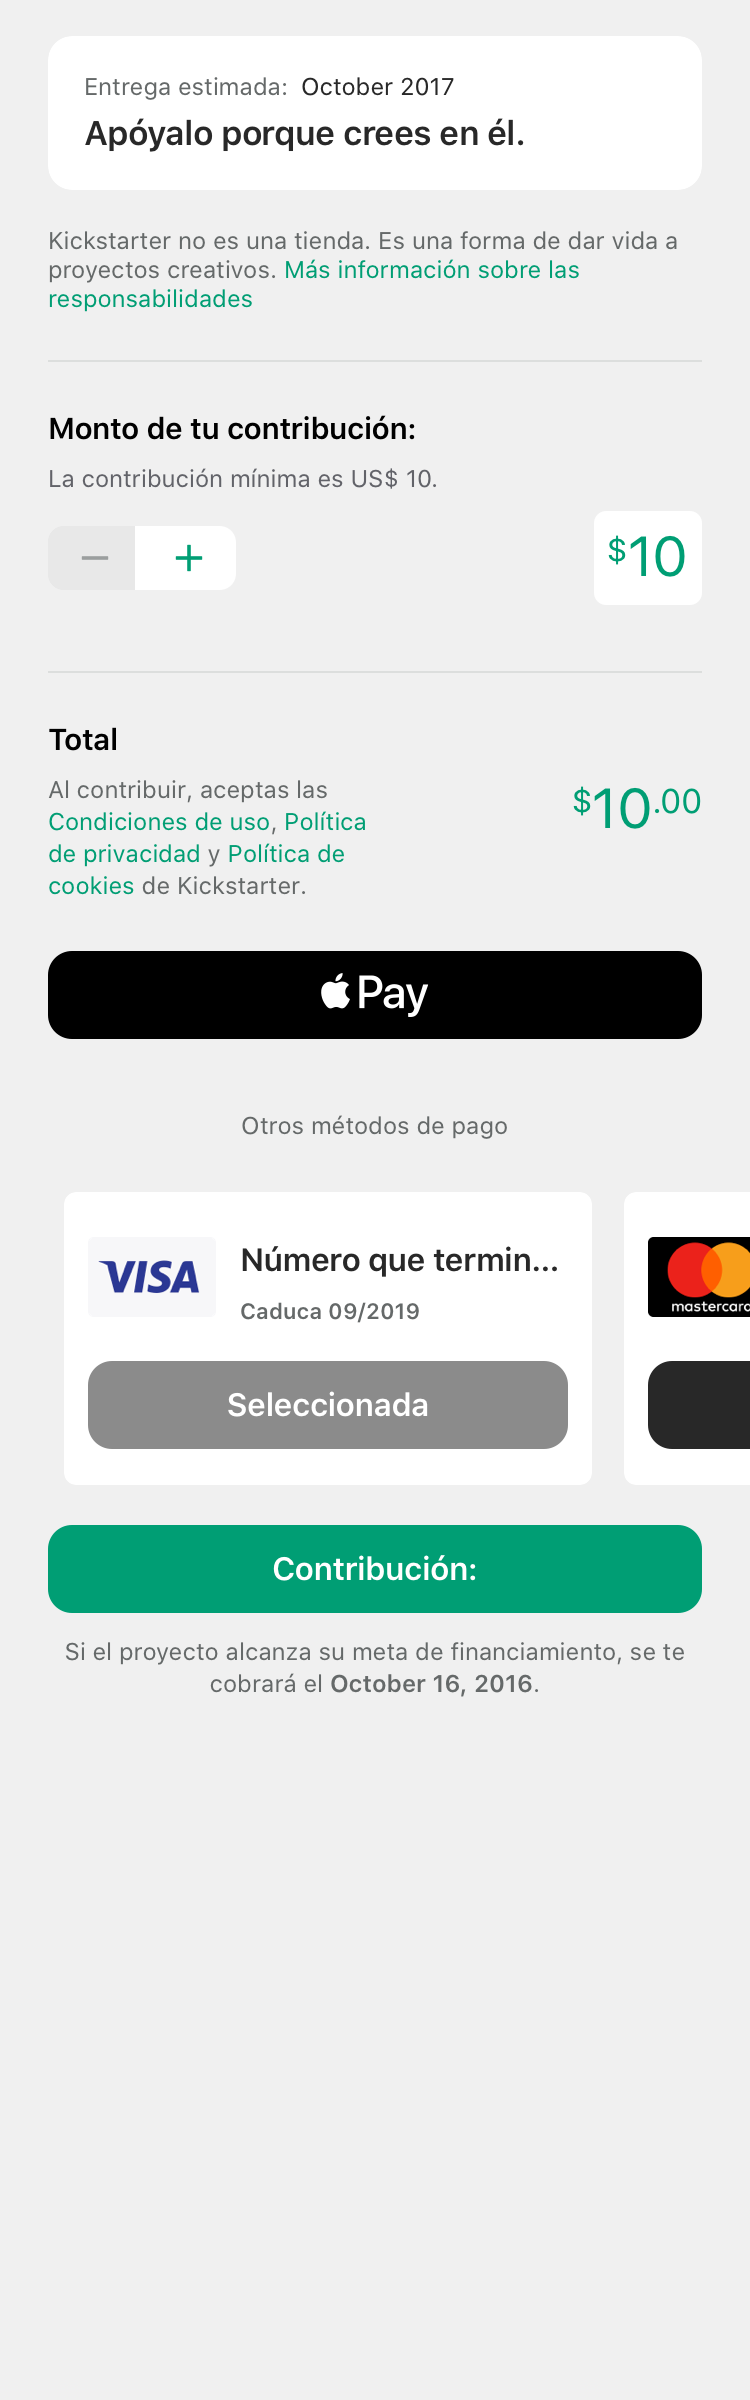 Entrega estimada: October 2017
Apóyalo porque crees en él.
Kickstarter no es una tienda. Es una forma de dar vida a
proyectos creativos. Más información sobre las
responsabilidades
Monto de tu contribución:
La contribución mínima es US$ 10.
$10
Total
Al contribuir, aceptas las
Condiciones de uso, Política
de privacidad y Política de
cookies de Kickstarter.
$10.00
Pay
Otros métodos de pago
VISA
Número que termin...
Caduca 09/2019
Seleccionada
mastercard
Contribución:
Si el proyecto alcanza su meta de financiamiento, se te
cobrará el October 16, 2016.